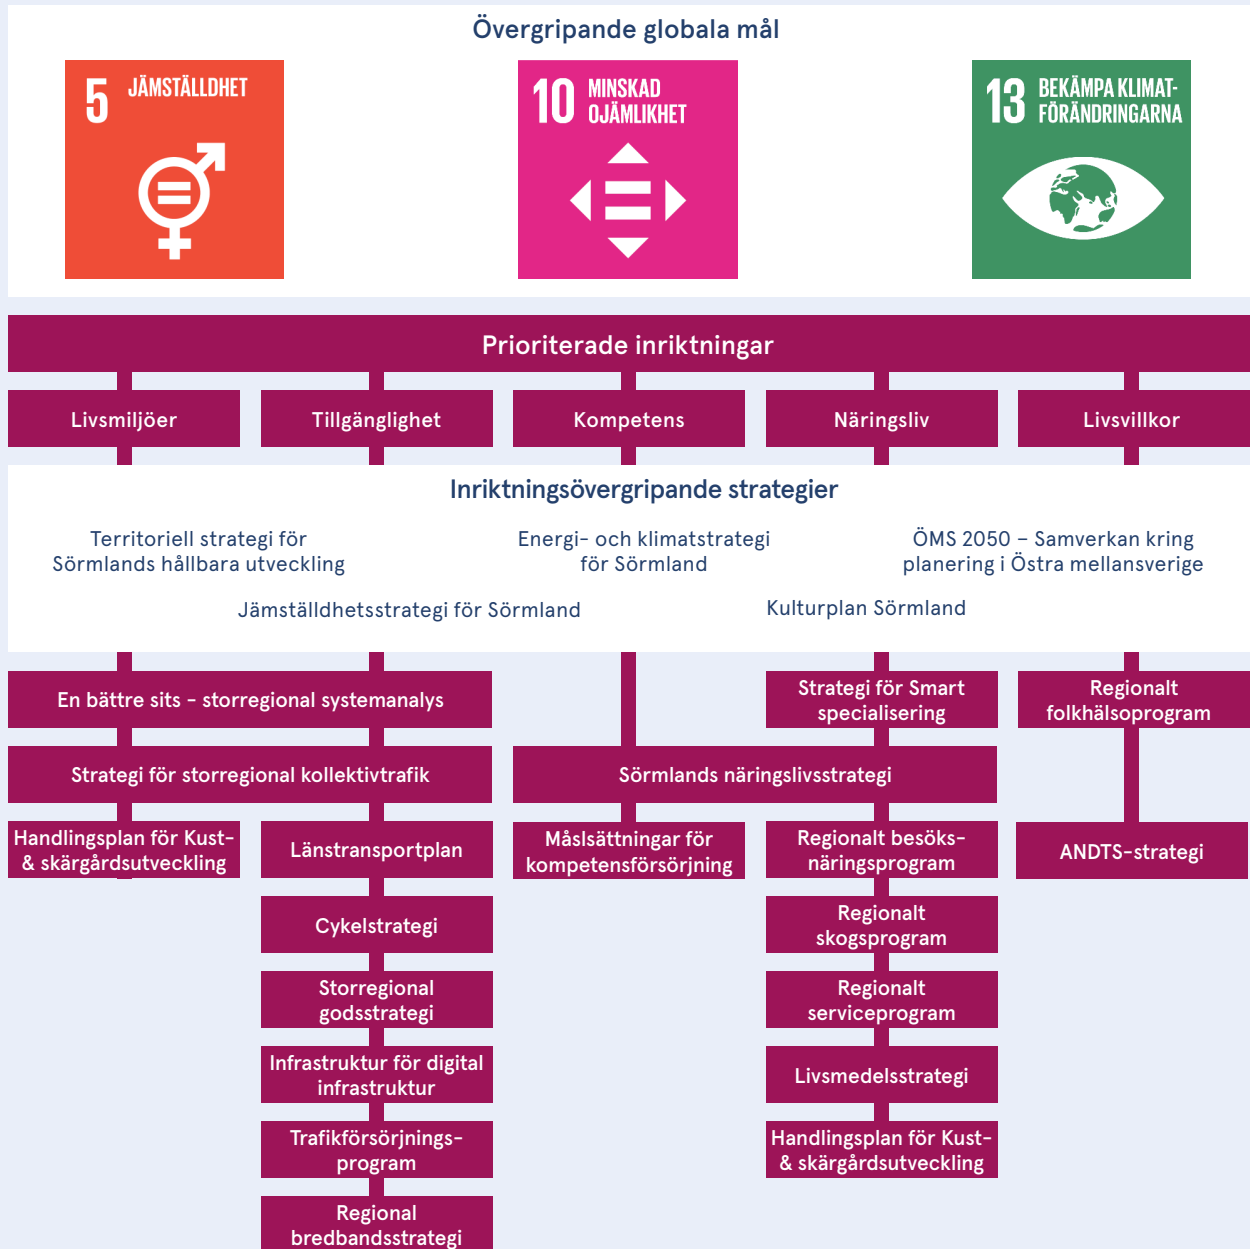 Övergripande globala mål
5 JÄMSTÄLLDHET
10 MINSKAD
OJÄMLIKHET
13 BEKÄMPA KLIMAT-
FÖRÄNDRINGARNA
Prioriterade inriktningar
Livsmiljöer
Tillgänglighet
Kompetens
Näringsliv
Livsvillkor
Inriktningsövergripande strategier
Territoriell strategi för
Sörmlands hållbara utveckling
Energi- och klimatstrategi
för Sörmland
ÖMS 2050 – Samverkan kring
planering i Östra mellansverige
Jämställdhetsstrategi för Sörmland
Kulturplan Sörmland
En bättre sits - storregional systemanalys
Strategi för Smart
specialisering
Regionalt
folkhälsoprogram
Strategi för storregional kollektivtrafik
Sörmlands näringslivsstrategi
Handlingsplan för Kust-
& skärgårdsutveckling
Länstransportplan
Måslsättningar för
kompetensförsörjning
Regionalt besöks-
näringsprogram
ANDTS-strategi
Cykelstrategi
Regionalt
skogsprogram
Storregional
godsstrategi
Regionalt
serviceprogram
Infrastruktur för digital
infrastruktur
Livsmedelsstrategi
Trafikförsörjnings-
program
Handlingsplan för Kust-
& skärgårdsutveckling
Regional
bredbandsstrategi